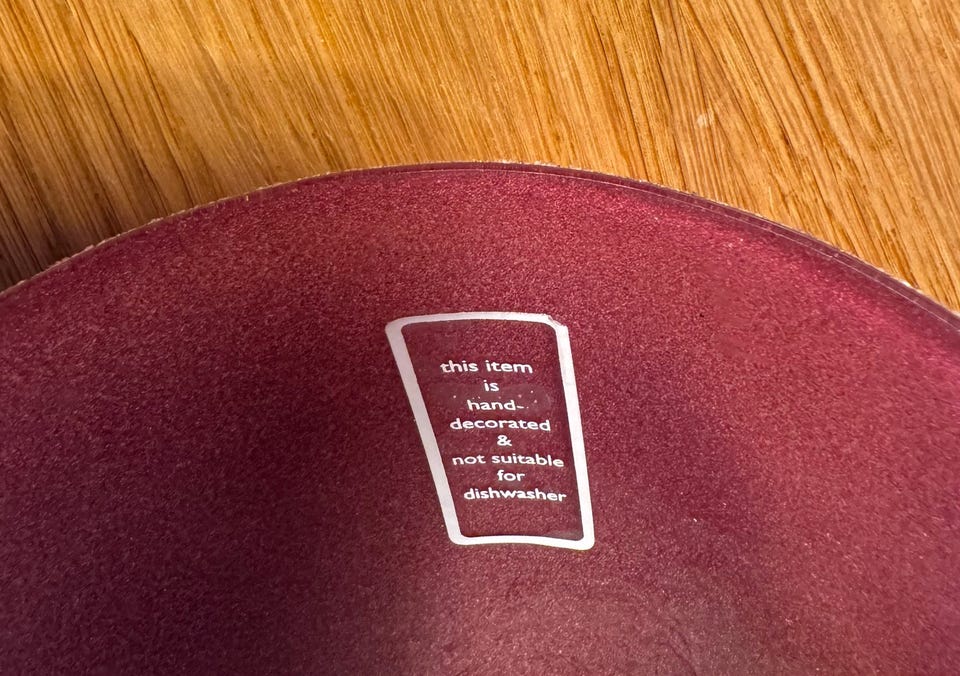 this item
is
hand-
decorated
&
not suitable
for
dishwasher